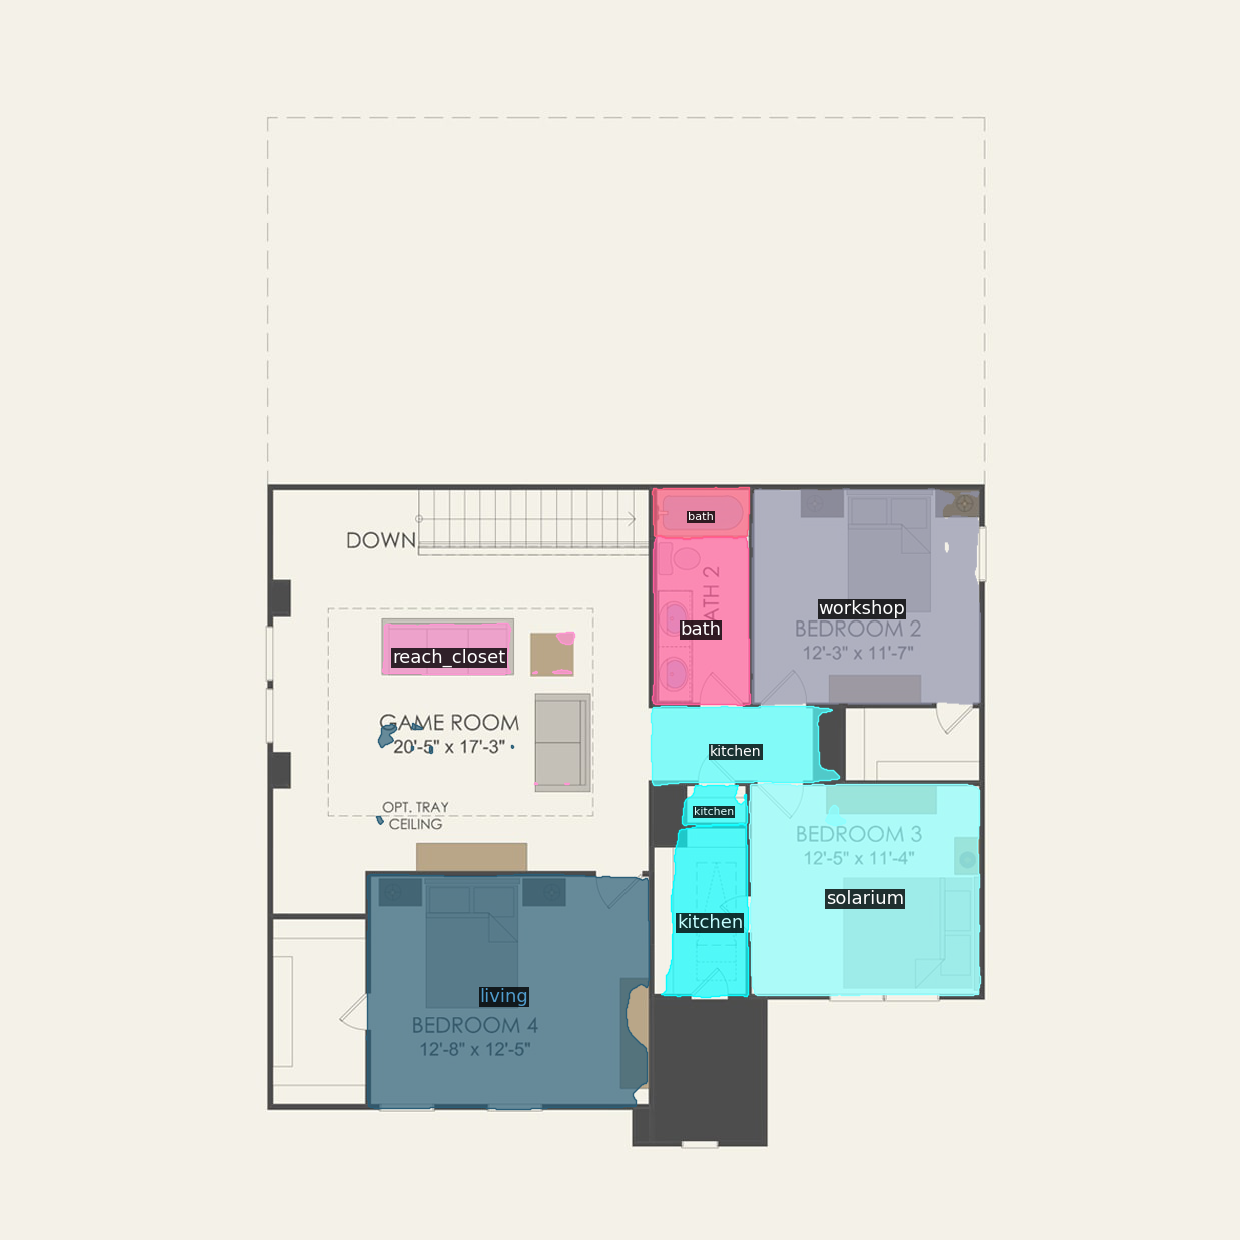 bath
DOWN
ATH 2
workshop
BEDROOM 2
12'-3" x 11'-7"
bath
reach_closet
GAME ROOM
20'-5" x 17'-3"
kitchen
OPT. TRAY
CEILING
kitchen
BEDROOM 3
12'-5" x 11'-4"
solarium
kitchen
living
BEDROOM 4
12'-8" x 12'-5"